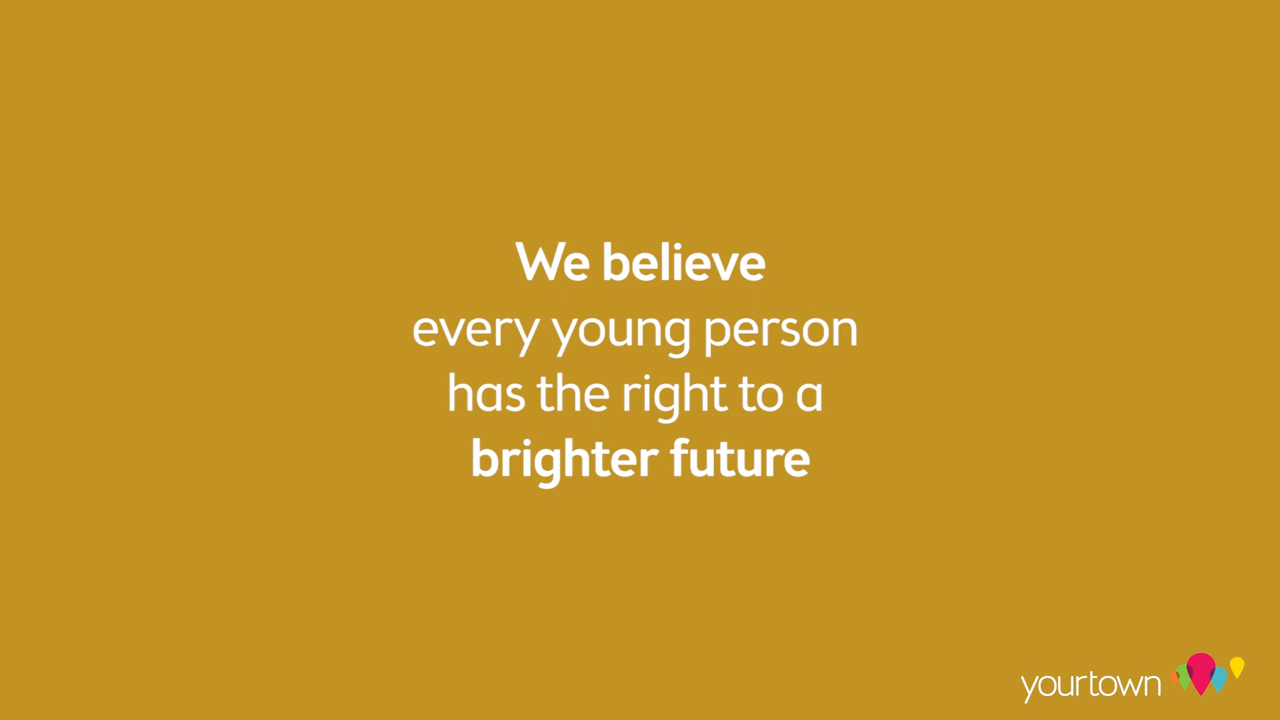 We believe
every young person
has the right to a
brighter future
yourtown